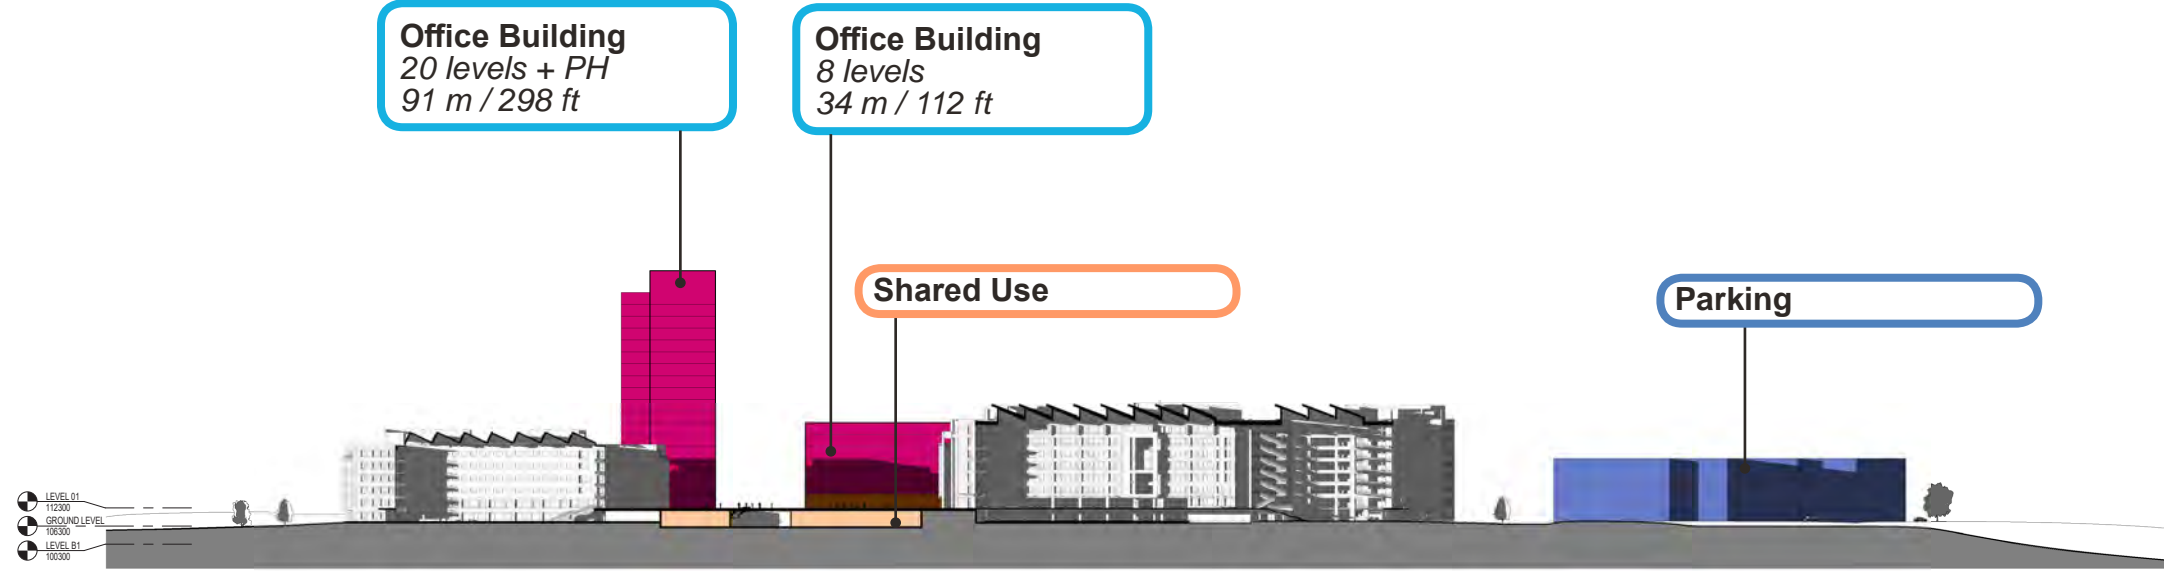 Office Building
20 levels + PH
91 m / 298 ft
Office Building
8 levels
34 m / 112 ft
Shared Use
Parking
LEVEL 01
112300
GROUND LEVEL
106300
LEVEL B1
100300